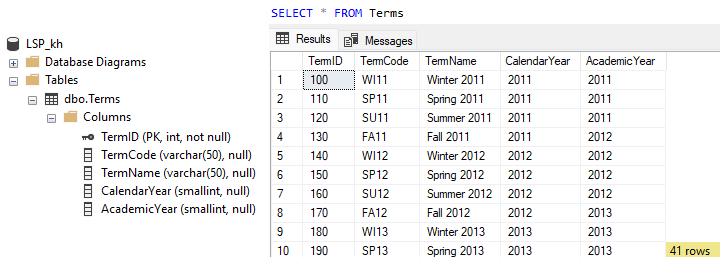 SELECT * FROM Terms
LSP_kh
Database Diagrams
Tables
dbo.Terms
Columns
TermID (PK, int, not null)
TermCode (varchar(50), null)
TermName (varchar(50), null)
CalendarYear (smallint, null)
AcademicYear (smallint, null)
Results Messages
TermID TermCode TermName CalendarYear AcademicYear
1 100 WI11 Winter 2011 2011 2011
2 110 SP11 Spring 2011 2011 2011
3 120 SU11 Summer 2011 2011 2011
4 130 FA11 Fall 2011 2011 2012
5 140 WI12 Winter 2012 2012 2012
6 150 SP12 Spring 2012 2012 2012
7 160 SU12 Summer 2012 2012 2012
8 170 FA12 Fall 2012 2012 2013
9 180 WI13 Winter 2013 2013 2013
10 190 SP13 Spring 2013 2013 2013
41 rows